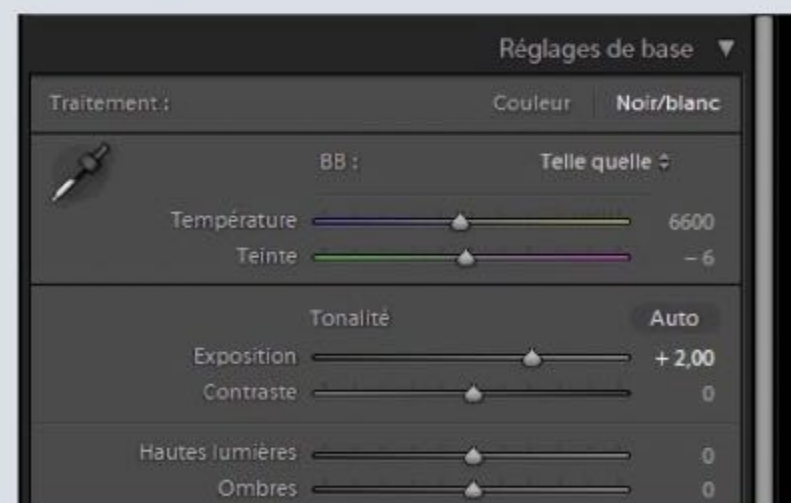 Réglages de base
Traitement : Couleur Noir/blanc
BB : Telle quelle
Température 6600
Teinte – 6
Tonalité Auto
Exposition + 2,00
Contraste 0
Hautes lumières 0
Ombres 0